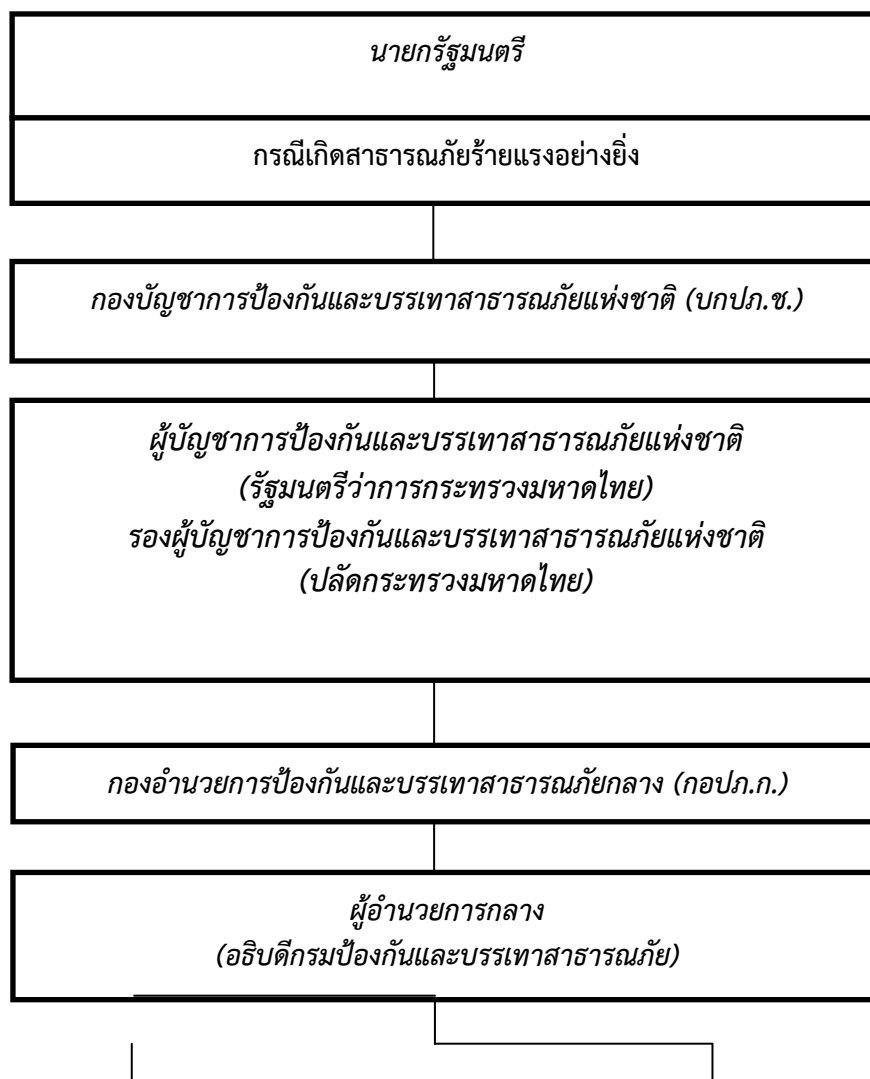 นายกรัฐมนตรี
กรณีเกิดสาธารณภัยร้ายแรงอย่างยิ่ง
กองบัญชาการป้องกันและบรรเทาสาธารณภัยแห่งชาติ (บกปภ.ช.)
ผู้บัญชาการป้องกันและบรรเทาสาธารณภัยแห่งชาติ
(รัฐมนตรีว่าการกระทรวงมหาดไทย)
รองผู้บัญชาการป้องกันและบรรเทาสาธารณภัยแห่งชาติ
(ปลัดกระทรวงมหาดไทย)
กองอำนวยการป้องกันและบรรเทาสาธารณภัยกลาง (กอปภ.ก.)
ผู้อำนวยการกลาง
(อธิบดีกรมป้องกันและบรรเทาสาธารณภัย)